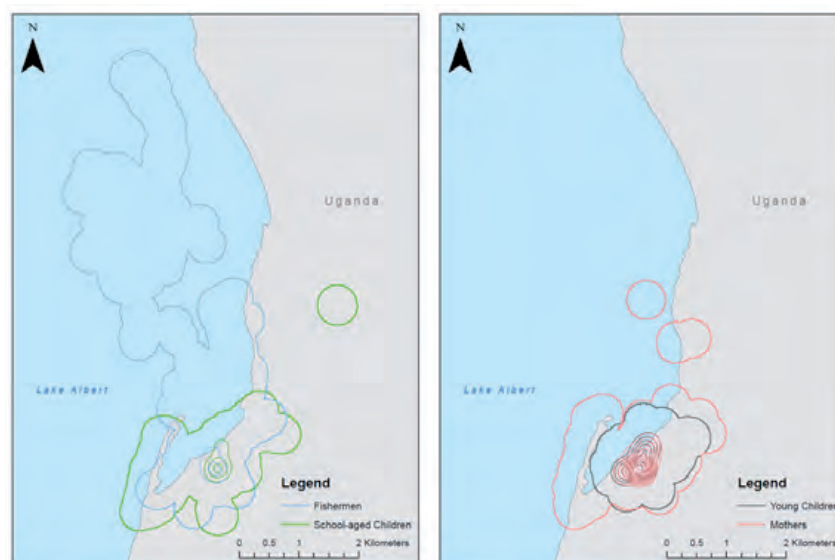 N
Uganda
Lake Albert
Legend
Fishermen
School-aged Children
0 0.5 1 2 Kilometers
N
Uganda
Lake Albert
Legend
Young Children
Mothers
0 0.5 1 2 Kilometers